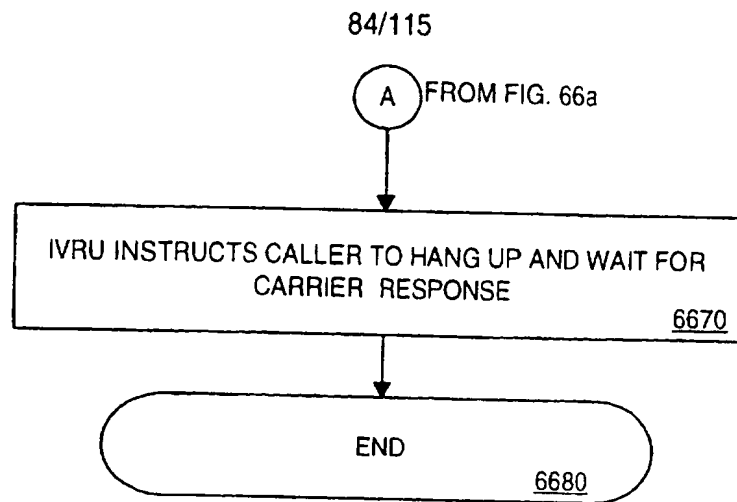 84/115
A FROM FIG. 66a
IVRU INSTRUCTS CALLER TO HANG UP AND WAIT FOR
CARRIER RESPONSE
6670
END
6680